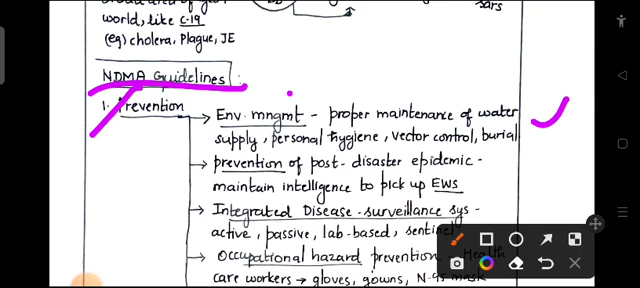 world, like C-19
sars
(eg) cholera, Plague, JE
NDMA Guidelines
1. Prevention
→ Env. mngmt - proper maintenance of water
supply, personal hygiene, vector control, burial
→ prevention of post-disaster epidemic -
maintain intelligence to pick up EWS
→ Integrated Disease-surveillance sys -
active, passive, lab-based, sentinel
→ Occupational hazard prevention - Health
care workers → gloves, gowns, N-95 mask